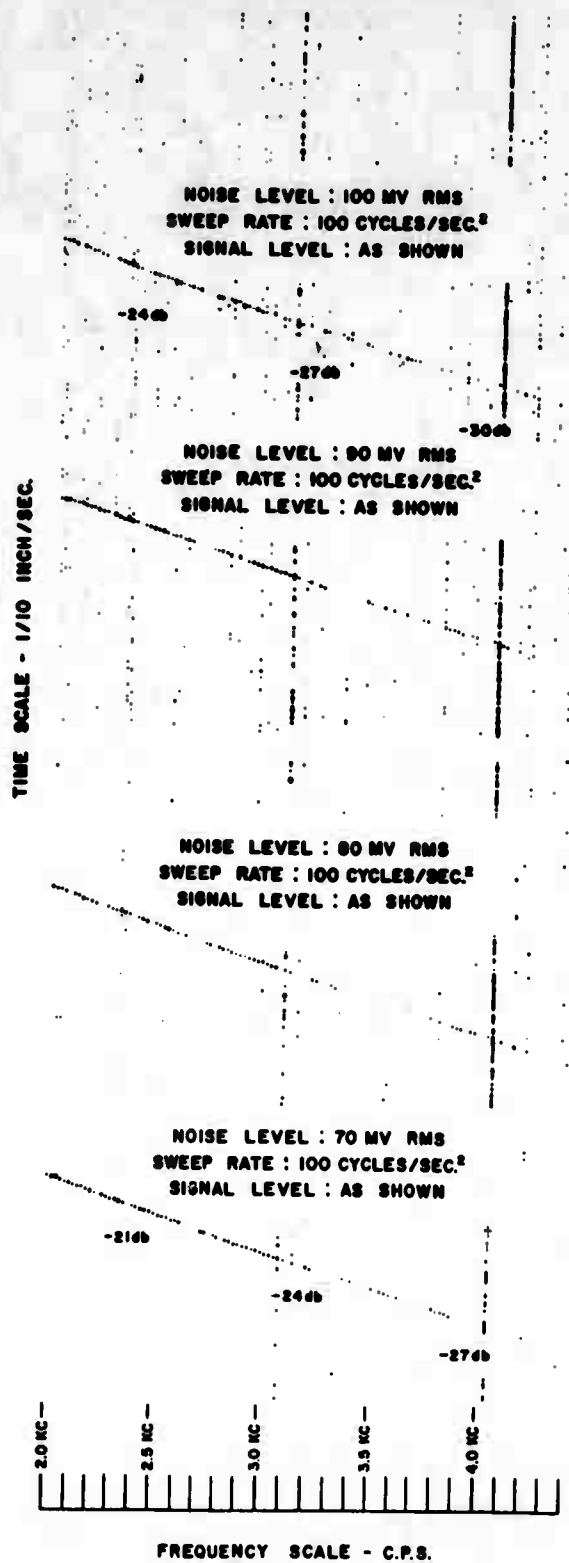 NOISE LEVEL : 100 MV RMS
SWEEP RATE : 100 CYCLES/SEC.²
SIGNAL LEVEL : AS SHOWN
-24db
-27db
-30db
NOISE LEVEL : 90 MV RMS
SWEEP RATE : 100 CYCLES/SEC.²
SIGNAL LEVEL : AS SHOWN
TIME SCALE - 1/10 INCH/SEC.
NOISE LEVEL : 80 MV RMS
SWEEP RATE : 100 CYCLES/SEC.²
SIGNAL LEVEL : AS SHOWN
NOISE LEVEL : 70 MV RMS
SWEEP RATE : 100 CYCLES/SEC.²
SIGNAL LEVEL : AS SHOWN
-21db
-24db
-27db
2.0 KC
2.5 KC
3.0 KC
3.5 KC
4.0 KC
FREQUENCY SCALE - C.P.S.